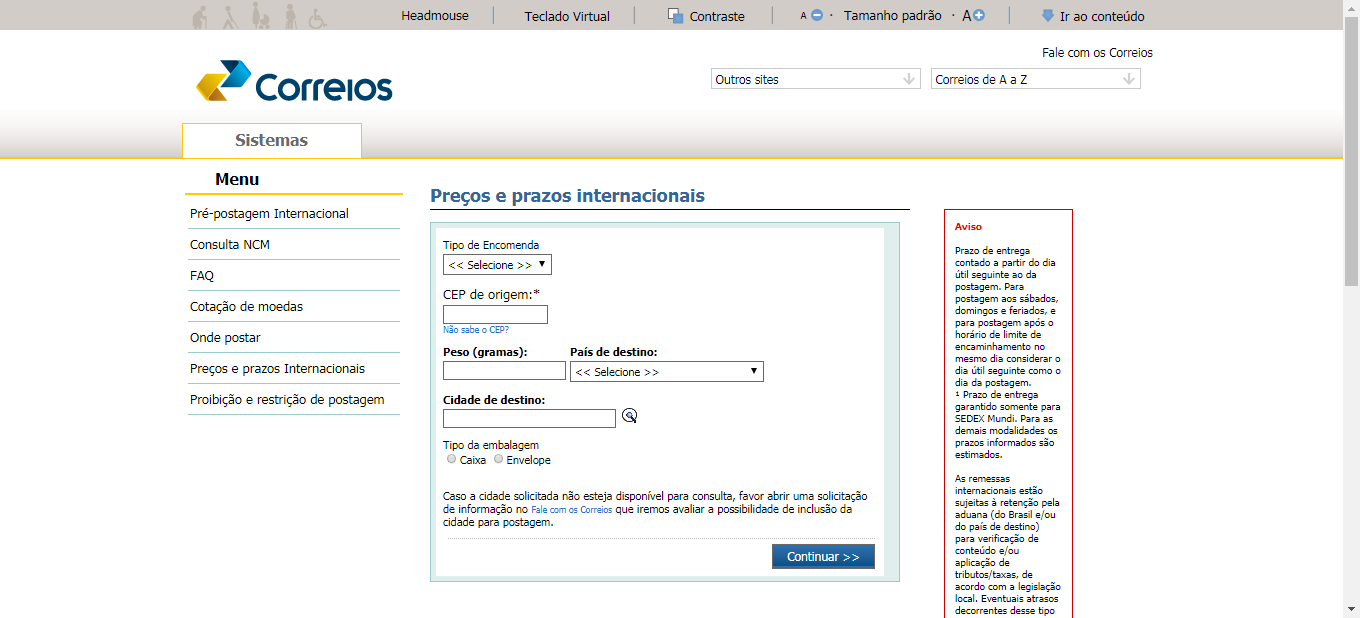 Headmouse
Teclado Virtual
Contraste
A · Tamanho padrão · A
Ir ao conteúdo
Fale com os Correios
Correios
Outros sites
Correios de A a Z
Sistemas
Menu
Pré-postagem Internacional
Consulta NCM
FAQ
Cotação de moedas
Onde postar
Preços e prazos Internacionais
Proibição e restrição de postagem
Preços e prazos internacionais
Tipo de Encomenda
<< Selecione >>
CEP de origem:*
Não sabe o CEP?
Peso (gramas):
País de destino:
<< Selecione >>
Cidade de destino:
Tipo da embalagem
Caixa
Envelope
Caso a cidade solicitada não esteja disponível para consulta, favor abrir uma solicitação
de informação no Fale com os Correios que iremos avaliar a possibilidade de inclusão da
cidade para postagem.
Continuar >>
Aviso
Prazo de entrega
contado a partir do dia
útil seguinte ao da
postagem. Para
postagem aos sábados,
domingos e feriados, e
para postagem após o
horário de limite de
encaminhamento no
mesmo dia considerar o
dia útil seguinte como o
dia da postagem.
¹ Prazo de entrega
garantido somente para
SEDEX Mundi. Para as
demais modalidades os
prazos informados são
estimados.
As remessas
internacionais estão
sujeitas à retenção pela
aduana (do Brasil e/ou
do país de destino)
para verificação de
conteúdo e/ou
aplicação de
tributos/taxas, de
acordo com a legislação
local. Eventuais atrasos
decorrentes desse tipo